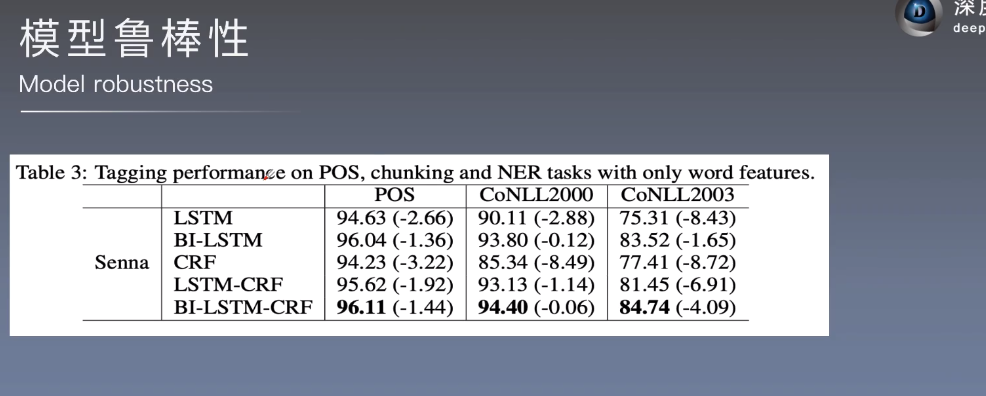 模型鲁棒性
Model robustness
深
deep
Table 3: Tagging performance on POS, chunking and NER tasks with only word features.
POS CoNLL2000 CoNLL2003
LSTM 94.63 (-2.66) 90.11 (-2.88) 75.31 (-8.43)
BI-LSTM 96.04 (-1.36) 93.80 (-0.12) 83.52 (-1.65)
Senna CRF 94.23 (-3.22) 85.34 (-8.49) 77.41 (-8.72)
LSTM-CRF 95.62 (-1.92) 93.13 (-1.14) 81.45 (-6.91)
BI-LSTM-CRF 96.11 (-1.44) 94.40 (-0.06) 84.74 (-4.09)